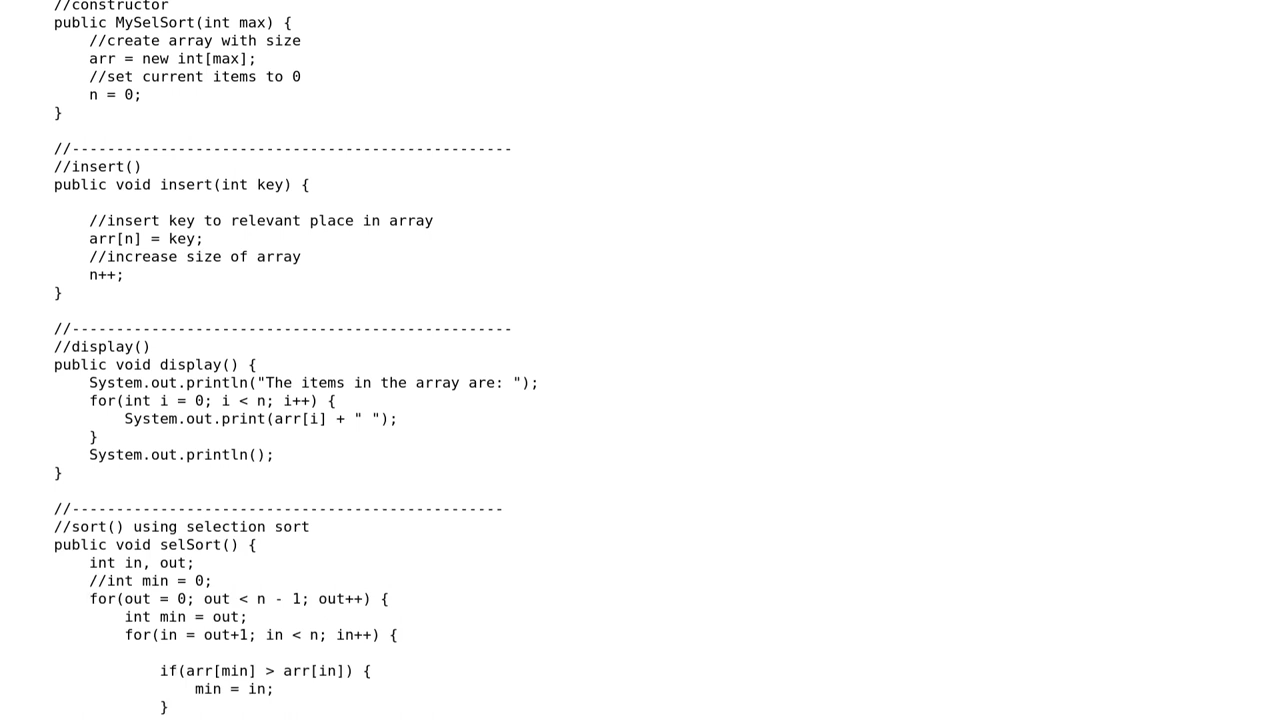 //constructor
public MySelSort(int max) {
    //create array with size
    arr = new int[max];
    //set current items to 0
    n = 0;
}
//--------------------------------------------------
//insert()
public void insert(int key) {
    //insert key to relevant place in array
    arr[n] = key;
    //increase size of array
    n++;
}
//--------------------------------------------------
//display()
public void display() {
    System.out.println("The items in the array are: ");
    for(int i = 0; i < n; i++) {
        System.out.print(arr[i] + " ");
    }
    System.out.println();
}
//-------------------------------------------------
//sort() using selection sort
public void selSort() {
    int in, out;
    //int min = 0;
    for(out = 0; out < n - 1; out++) {
        int min = out;
        for(in = out+1; in < n; in++) {
            if(arr[min] > arr[in]) {
                min = in;
            }